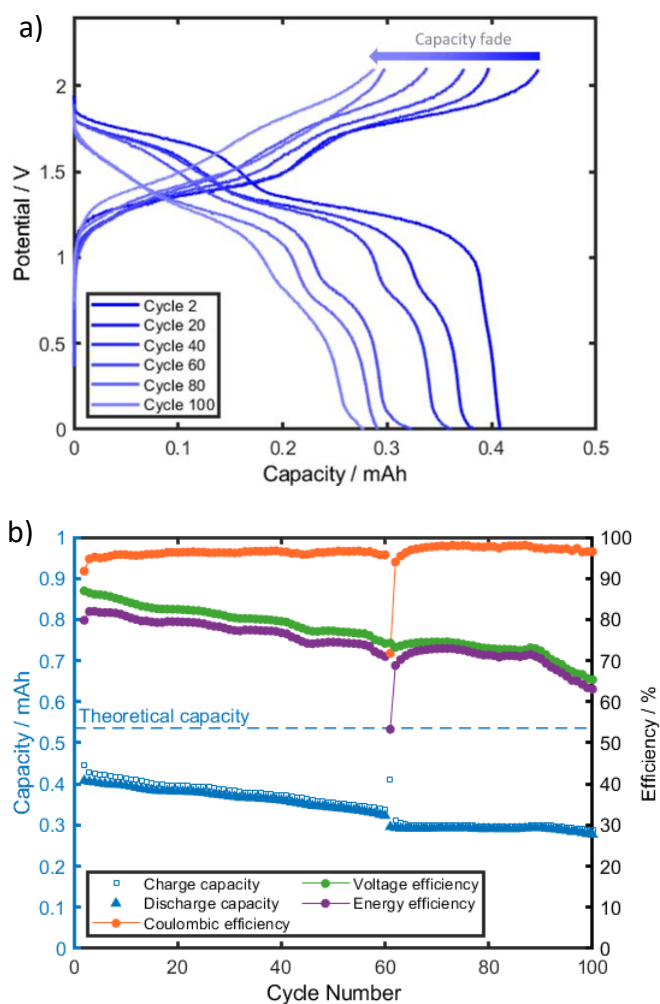 a)
Capacity fade
2
1.5
1
0.5
0
Potential / V
Cycle 2
Cycle 20
Cycle 40
Cycle 60
Cycle 80
Cycle 100
0 0.1 0.2 0.3 0.4 0.5
Capacity / mAh
b)
1
0.9
0.8
0.7
0.6
0.5
0.4
0.3
0.2
0.1
0
Capacity / mAh
Theoretical capacity
100
90
80
70
60
50
40
30
20
10
0
Efficiency / %
Charge capacity
Discharge capacity
Coulombic efficiency
Voltage efficiency
Energy efficiency
0 20 40 60 80 100
Cycle Number